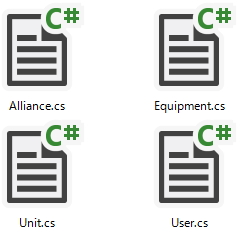 C# C#
Alliance.cs Equipment.cs
C# C#
Unit.cs User.cs